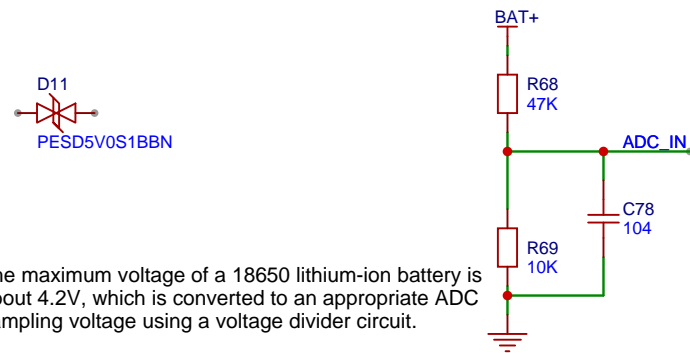 BAT+
D11
PESD5V0S1BBN
R68
47K
ADC_IN
C78
104
R69
10K
he maximum voltage of a 18650 lithium-ion battery is
bout 4.2V, which is converted to an appropriate ADC
ampling voltage using a voltage divider circuit.